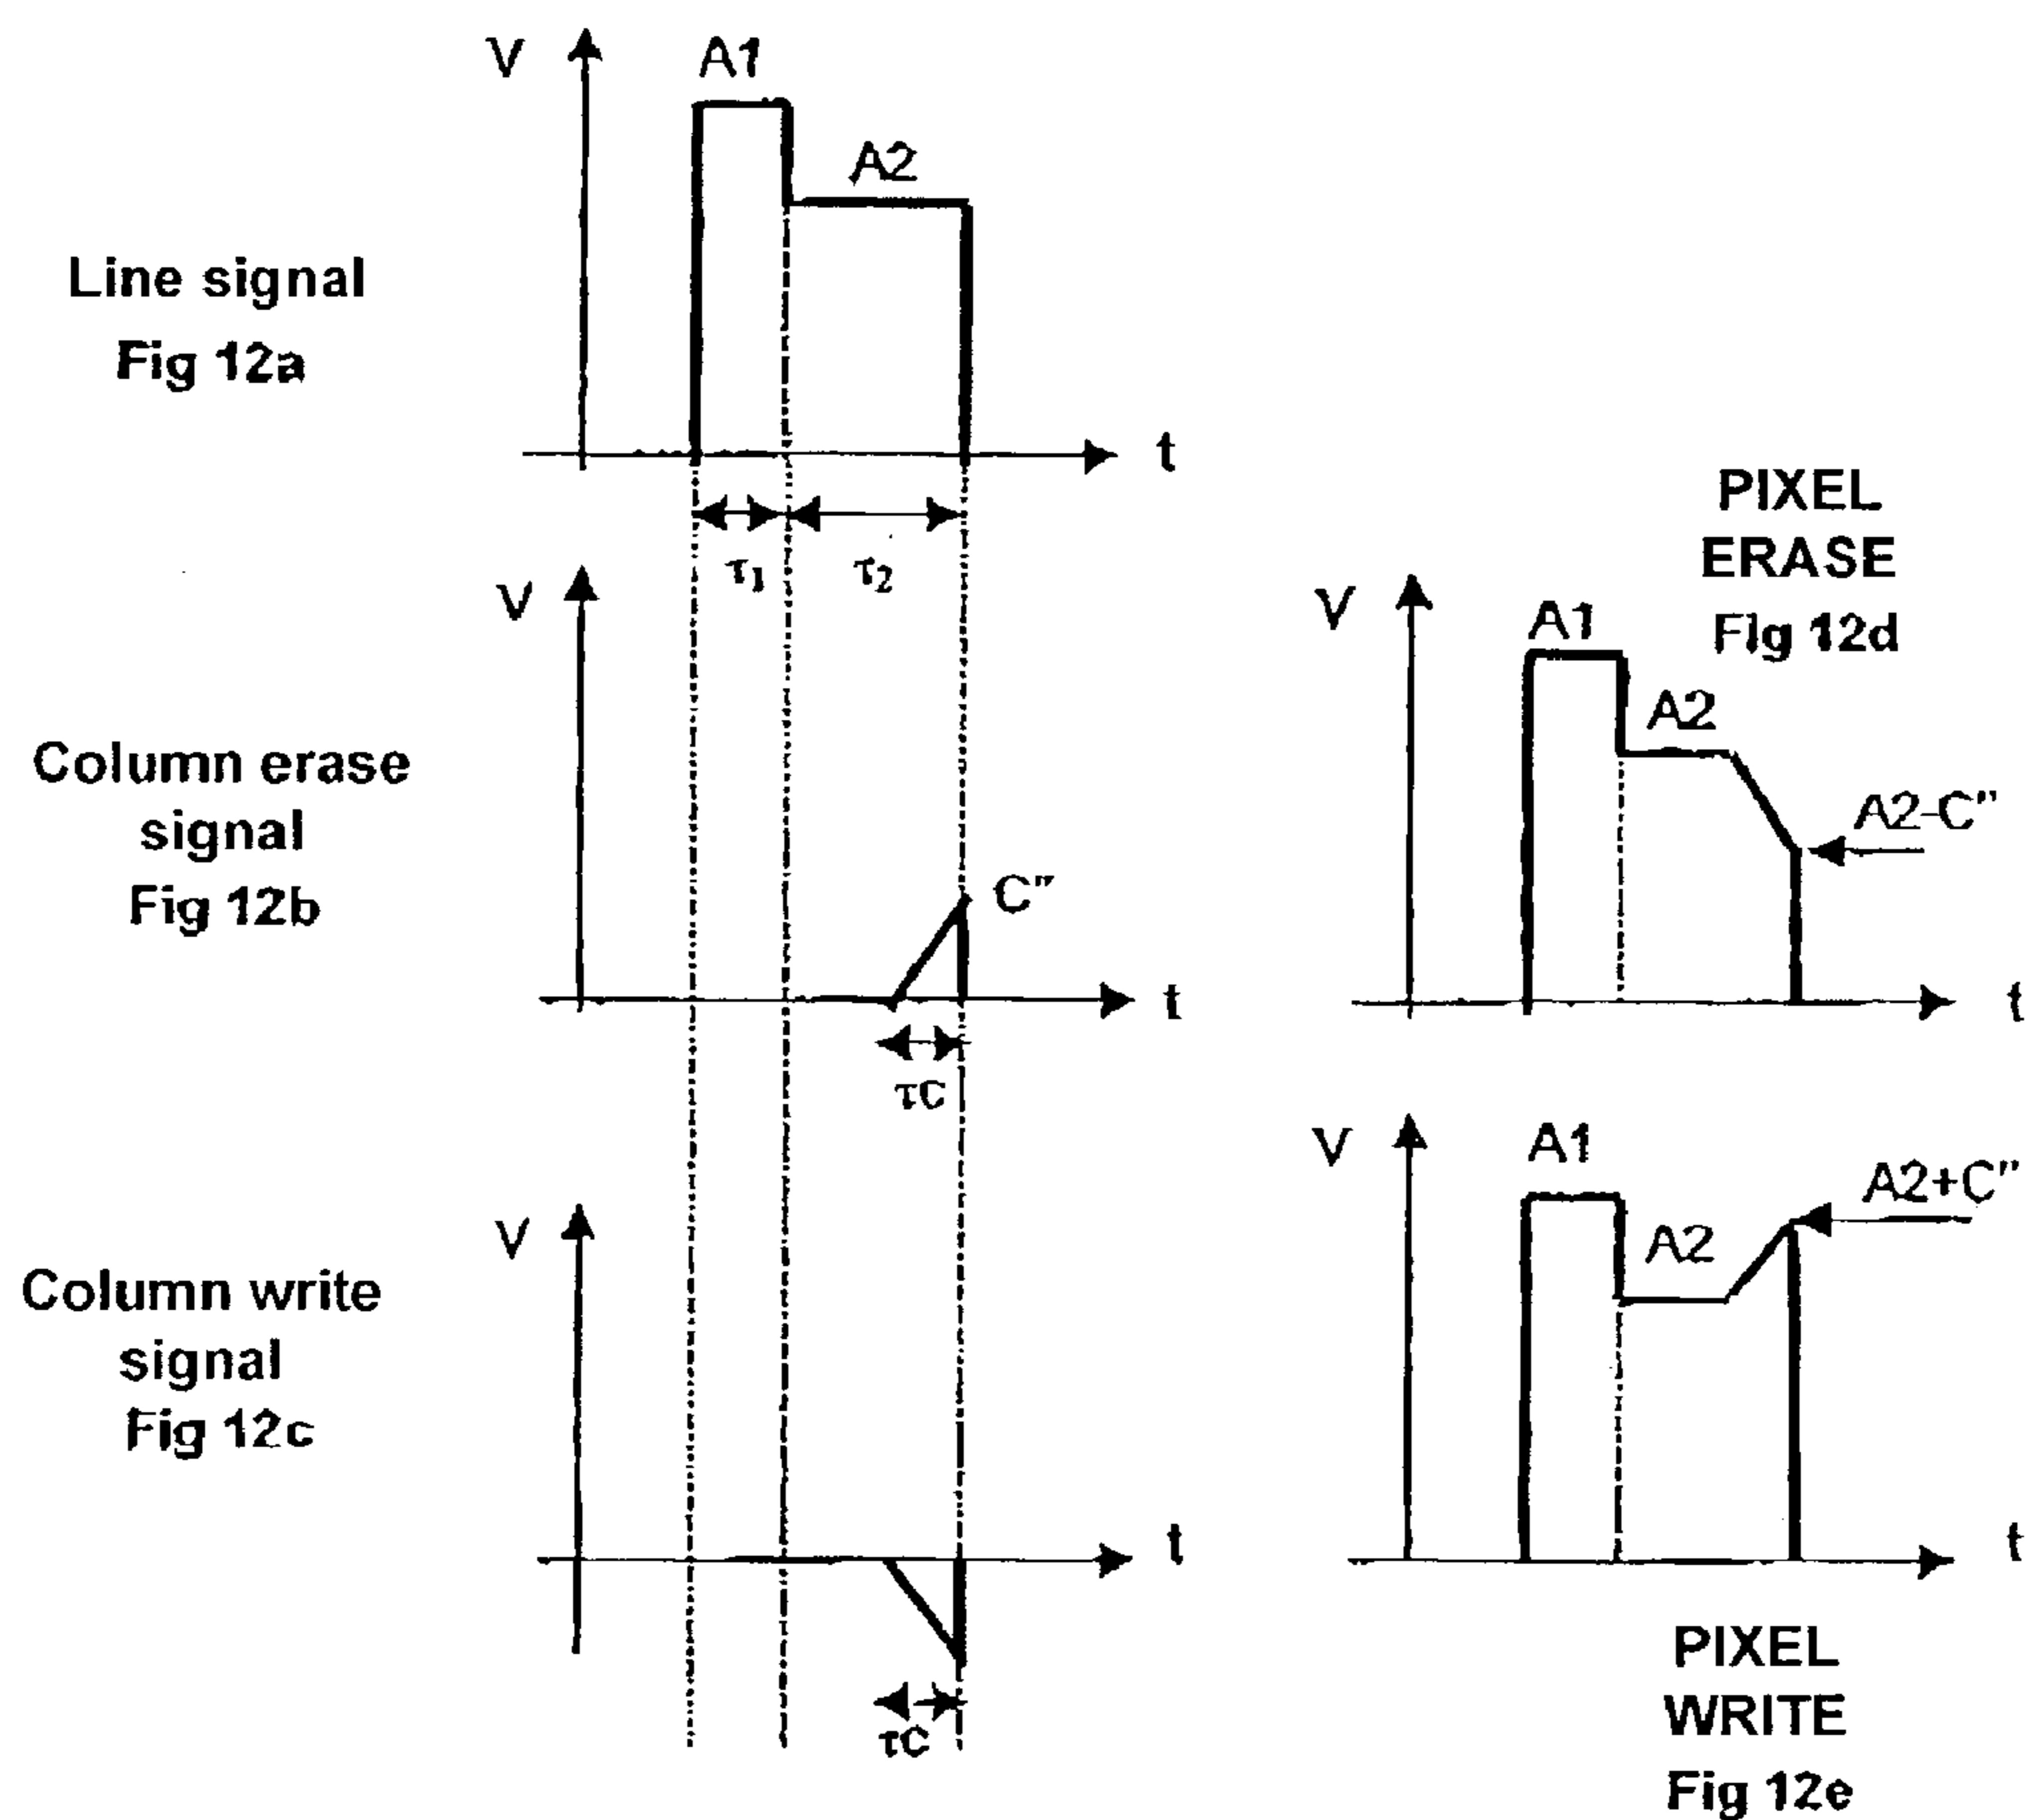 V
A1
A2
Line signal
Fig 12a
t
τ1
τ2
V
Column erase
signal
Fig 12b
C"
t
τC
V
Column write
signal
Fig 12c
t
τC
PIXEL
ERASE
Fig 12d
V
A1
A2
A2-C"
t
V
A1
A2
A2+C"
t
PIXEL
WRITE
Fig 12e